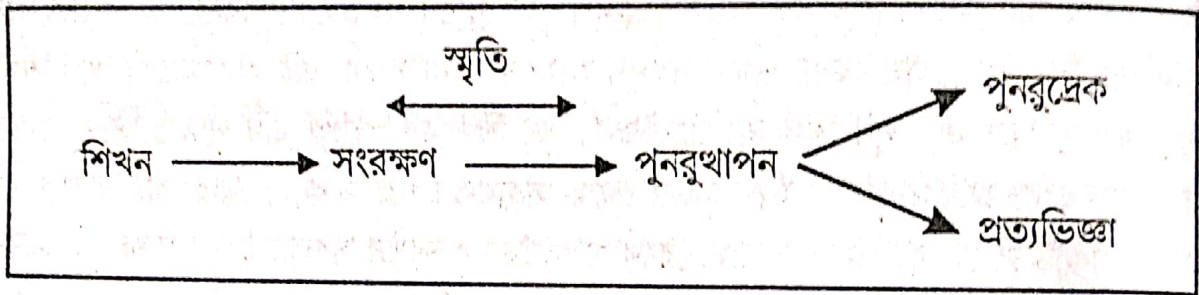 স্মৃতি
পুনরুদ্রেক
শিখন সংরক্ষণ পুনরুত্থাপন
প্রত্যভিজ্ঞা